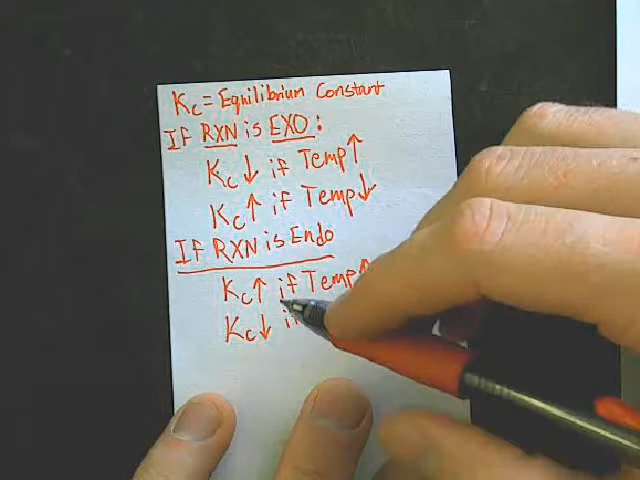 Kc = Equilibrium Constant
If RXN is EXO:
Kc↓ if Temp↑
Kc↑ if Temp↓
If RXN is Endo
Kc↑ if Temp↑
Kc↓ if